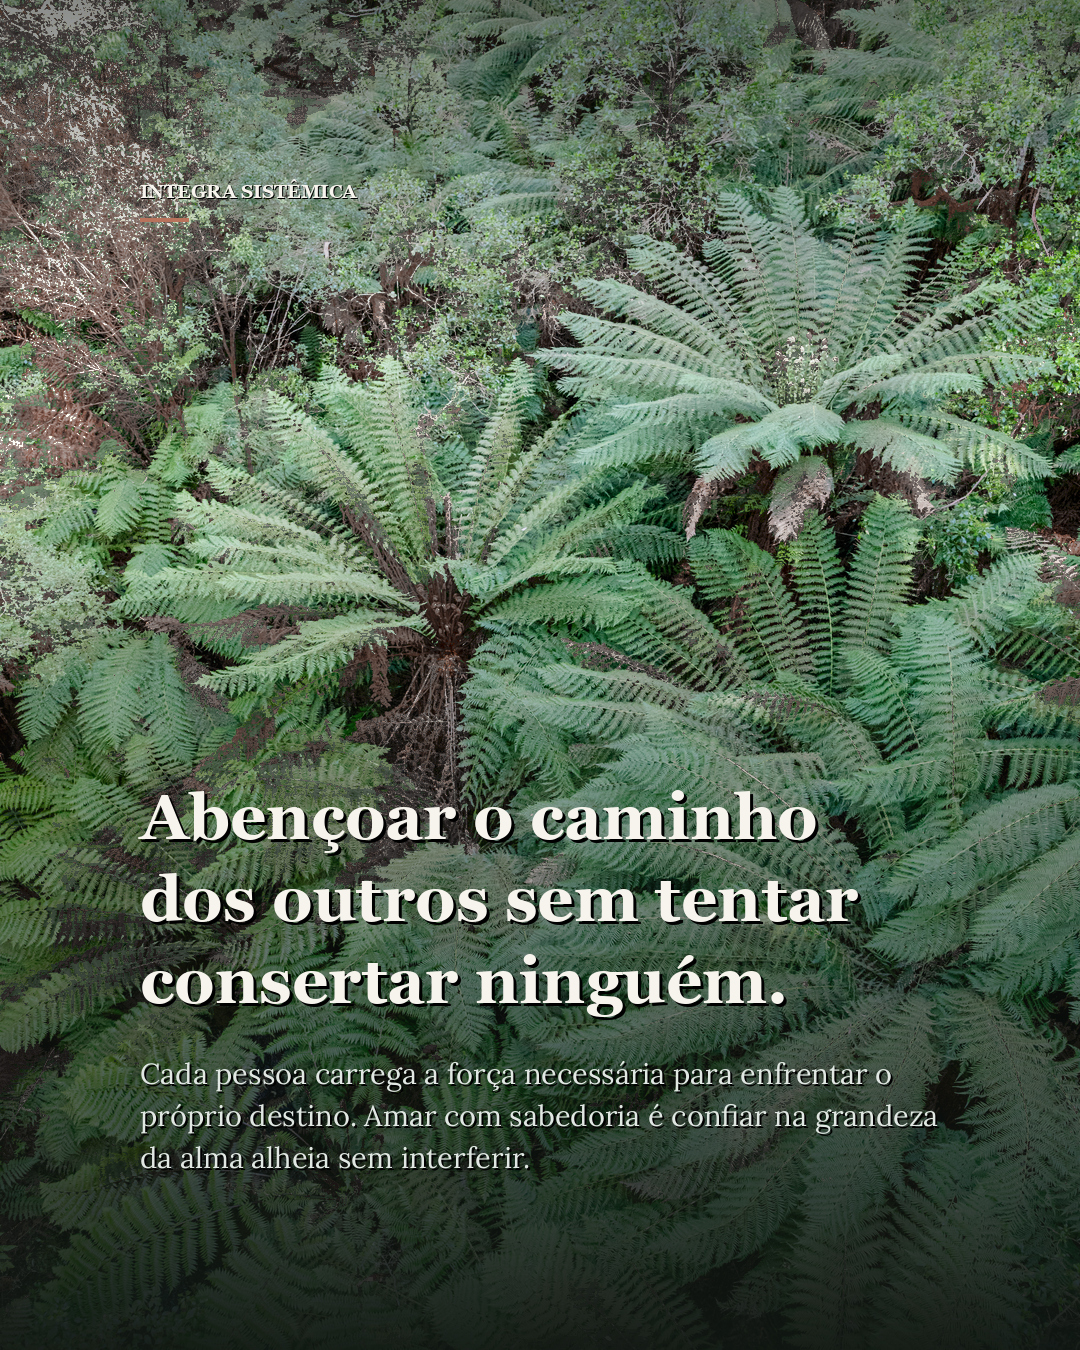 INTEGRA SISTÊMICA
Abençoar o caminho
dos outros sem tentar
consertar ninguém.
Cada pessoa carrega a força necessária para enfrentar o
próprio destino. Amar com sabedoria é confiar na grandeza
da alma alheia sem interferir.